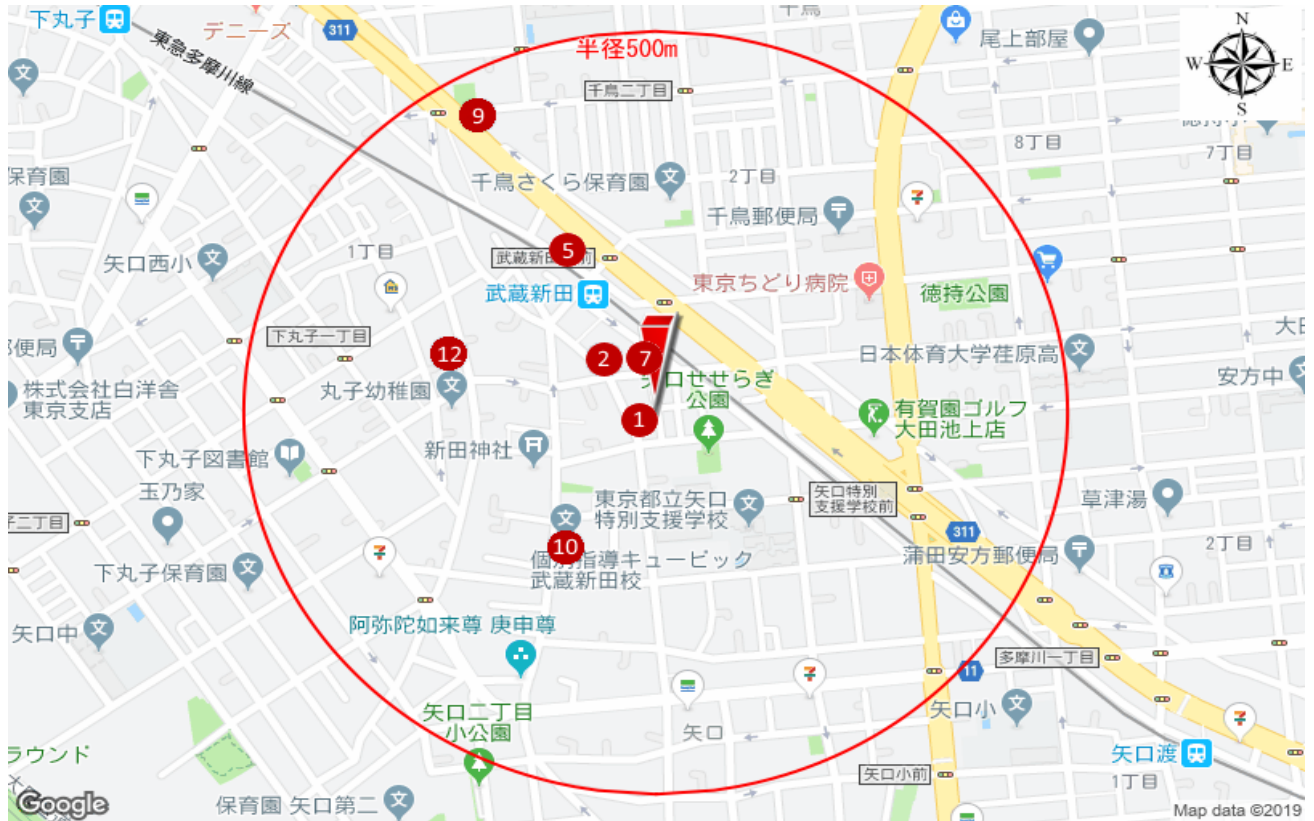 下丸子
デニーズ
311
半径500m
千鳥
尾上部屋
N
W
E
S
東急多摩川線
千鳥二丁目
9
8丁目
7丁目
保育園
千鳥さくら保育園
2丁目
千鳥郵便局
1丁目
矢口西小
5
武蔵新田
東京ちどり病院
徳持公園
下丸子一丁目
便局
12
2
7
日本体育大学荏原高
丸子幼稚園
株式会社白洋舎
東京支店
安方中
口せせらぎ
公園
1
有賀園ゴルフ
大田池上店
新田神社
下丸子図書館
玉乃家
東京都立矢口
特別支援学校
矢口特別
支援学校前
草津湯
子二丁目
311
10
個別指導キュービック
武蔵新田校
蒲田安方郵便局
2丁目
下丸子保育園
矢口中
阿弥陀如来尊 庚申尊
多摩川一丁目
11
矢口二丁目
小公園
矢口
矢口小
ラウンド
矢口渡
矢口小前
1丁目
Google
保育園 矢口第二
Map data ©2019